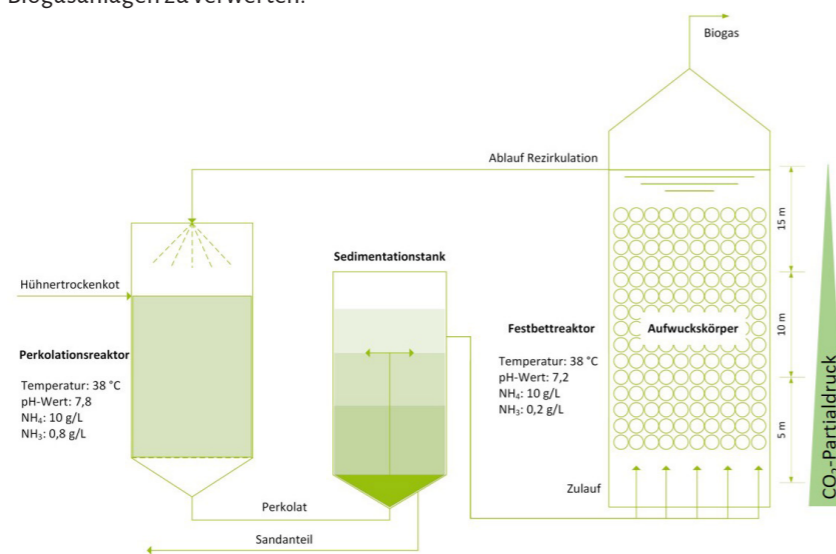 Biogasanlagen zu verwerten.
Biogas
Ablauf Rezirkulation
Sedimentationstank
Hühnertrockenkot
Perkolationsreaktor
Temperatur: 38 °C
pH-Wert: 7,8
NH₄: 10 g/L
NH₃: 0,8 g/L
Festbettreaktor
Temperatur: 38 °C
pH-Wert: 7,2
NH₄: 10 g/L
NH₃: 0,2 g/L
Aufwuckskörper
15 m
10 m
5 m
CO₂-Partialdruck
Zulauf
Perkolat
Sandanteil